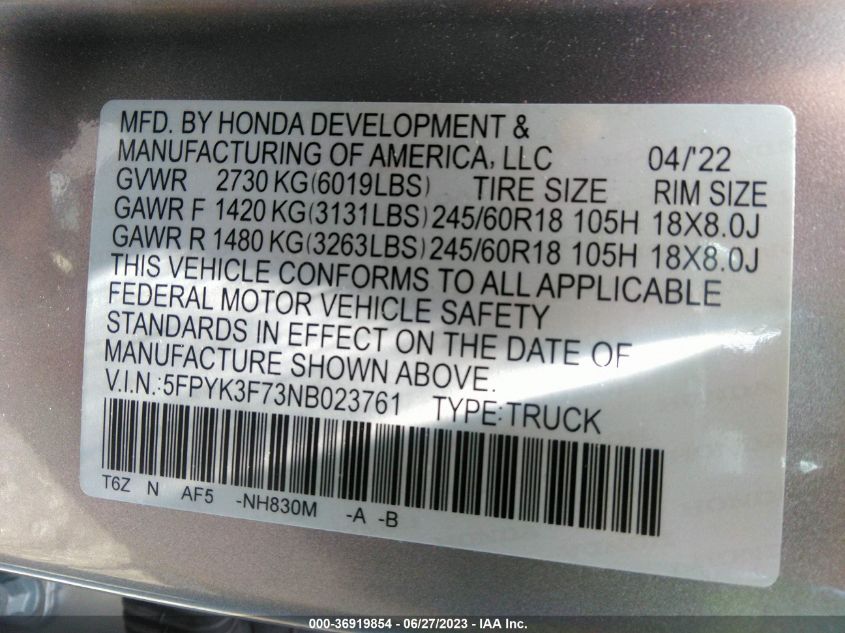 MFD. BY HONDA DEVELOPMENT &
MANUFACTURING OF AMERICA, LLC 04/'22
GVWR 2730 KG(6019LBS) TIRE SIZE RIM SIZE
GAWR F 1420 KG(3131LBS) 245/60R18 105H 18X8.0J
GAWR R 1480 KG(3263LBS) 245/60R18 105H 18X8.0J
THIS VEHICLE CONFORMS TO ALL APPLICABLE
FEDERAL MOTOR VEHICLE SAFETY
STANDARDS IN EFFECT ON THE DATE OF
MANUFACTURE SHOWN ABOVE.
V.I.N.:5FPYK3F73NB023761 TYPE:TRUCK
T6Z N AF5 -NH830M -A -B
000-36919854 - 06/27/2023 - IAA Inc.